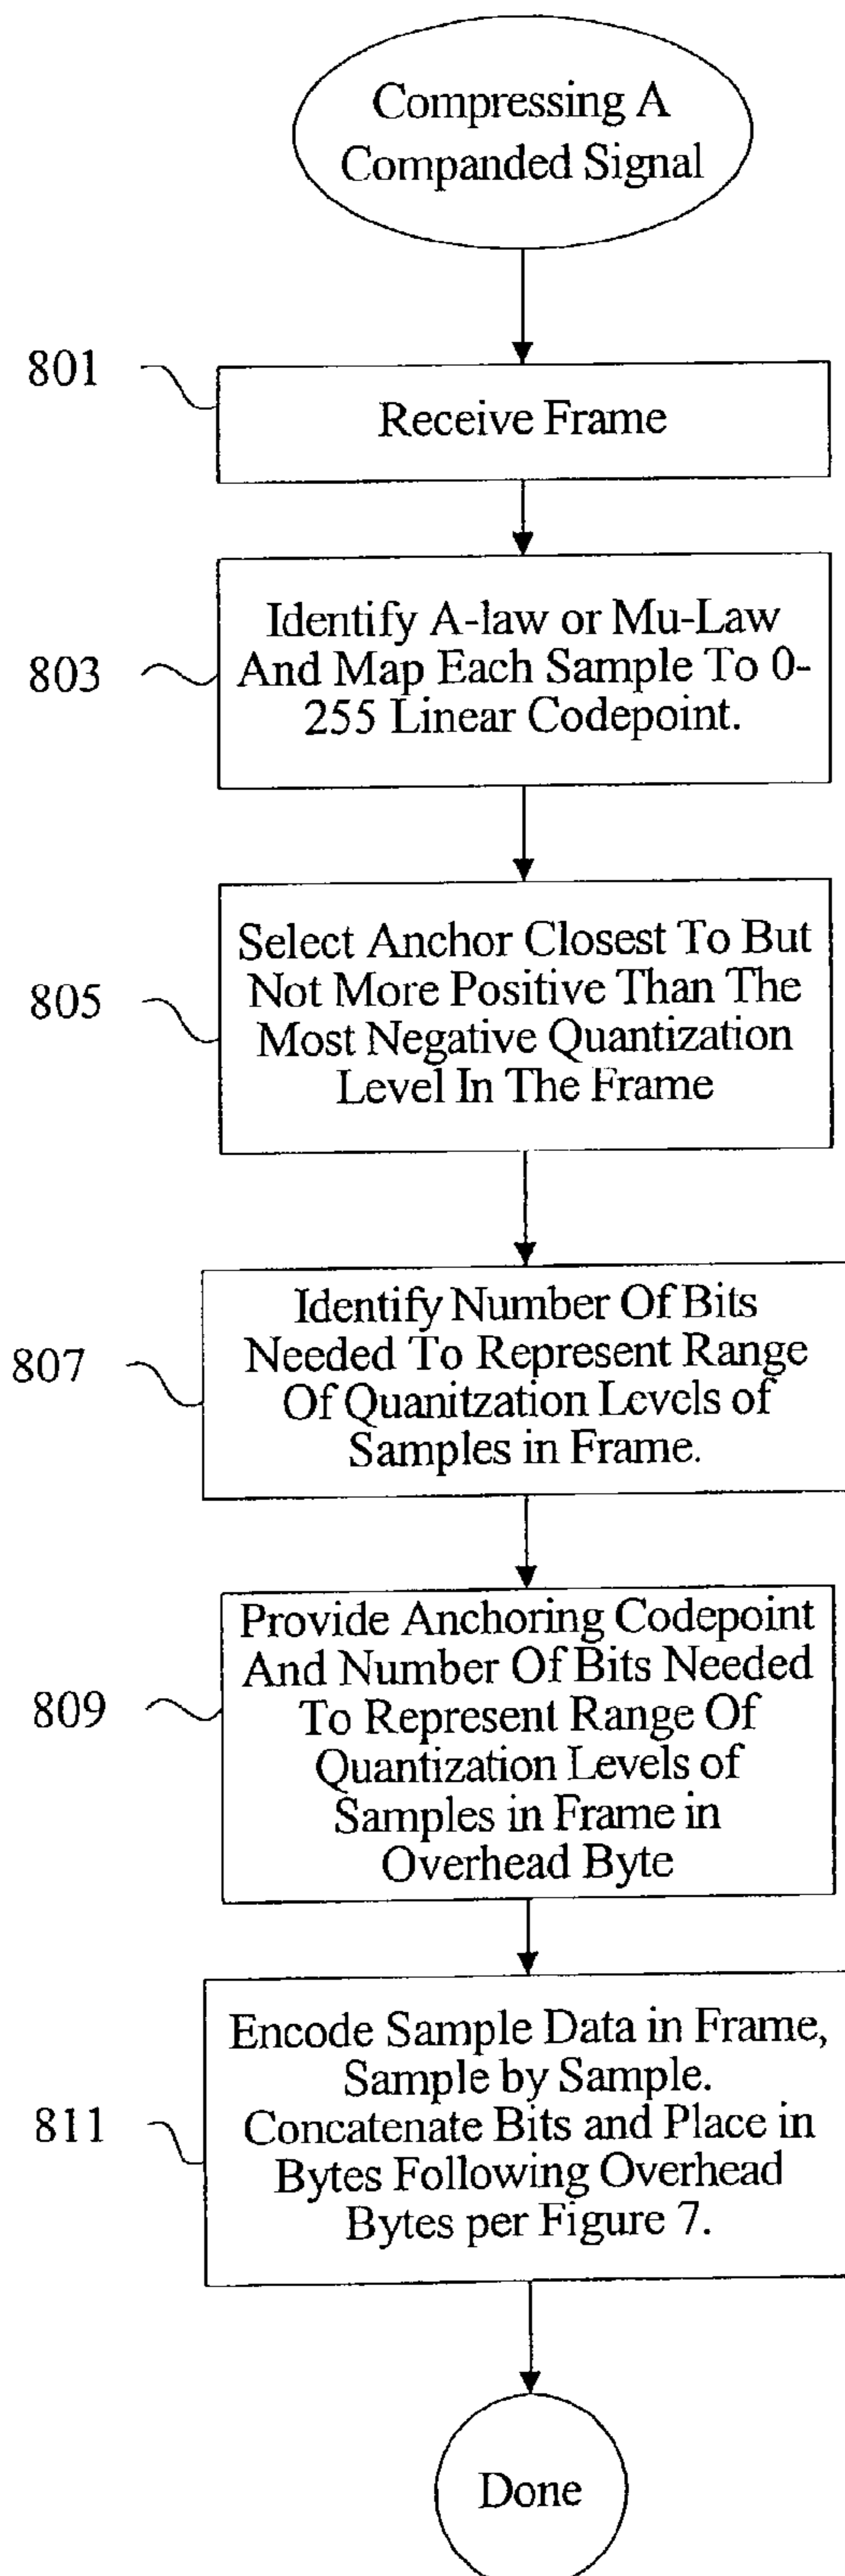 Compressing A
Companded Signal
801
Receive Frame
803
Identify A-law or Mu-Law
And Map Each Sample To 0-
255 Linear Codepoint.
805
Select Anchor Closest To But
Not More Positive Than The
Most Negative Quantization
Level In The Frame
807
Identify Number Of Bits
Needed To Represent Range
Of Quanitzation Levels of
Samples in Frame.
809
Provide Anchoring Codepoint
And Number Of Bits Needed
To Represent Range Of
Quantization Levels of
Samples in Frame in
Overhead Byte
811
Encode Sample Data in Frame,
Sample by Sample.
Concatenate Bits and Place in
Bytes Following Overhead
Bytes per Figure 7.
Done